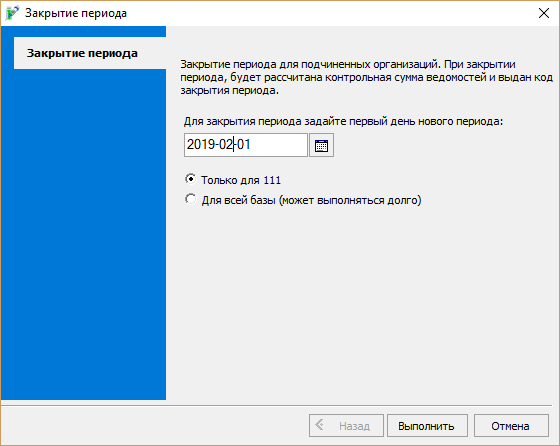 Закрытие периода
Закрытие периода
Закрытие периода для подчиненных организаций. При закрытии
периода, будет рассчитана контрольная сумма ведомостей и выдан код
закрытия периода.
Для закрытия периода задайте первый день нового периода:
2019-02-01
Только для 111
Для всей базы (может выполняться долго)
Назад
Выполнить
Отмена